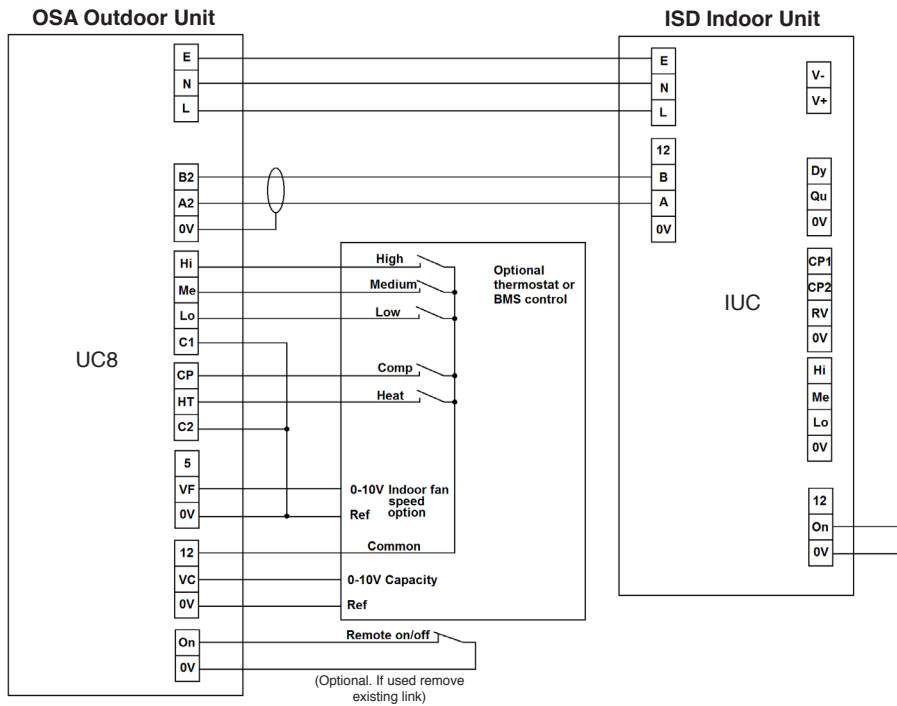 OSA Outdoor Unit
ISD Indoor Unit
E
N
L
B2
A2
0V
Hi
Me
Lo
C1
CP
HT
C2
5
VF
0V
12
VC
0V
On
0V
UC8
High
Medium
Low
Comp
Heat
Optional
thermostat or
BMS control
0-10V Indoor fan
speed
option
Ref
Common
0-10V Capacity
Ref
Remote on/off
(Optional. If used remove
existing link)
E
N
L
12
B
A
0V
IUC
V-
V+
Dy
Qu
0V
CP1
CP2
RV
0V
Hi
Me
Lo
0V
12
On
0V